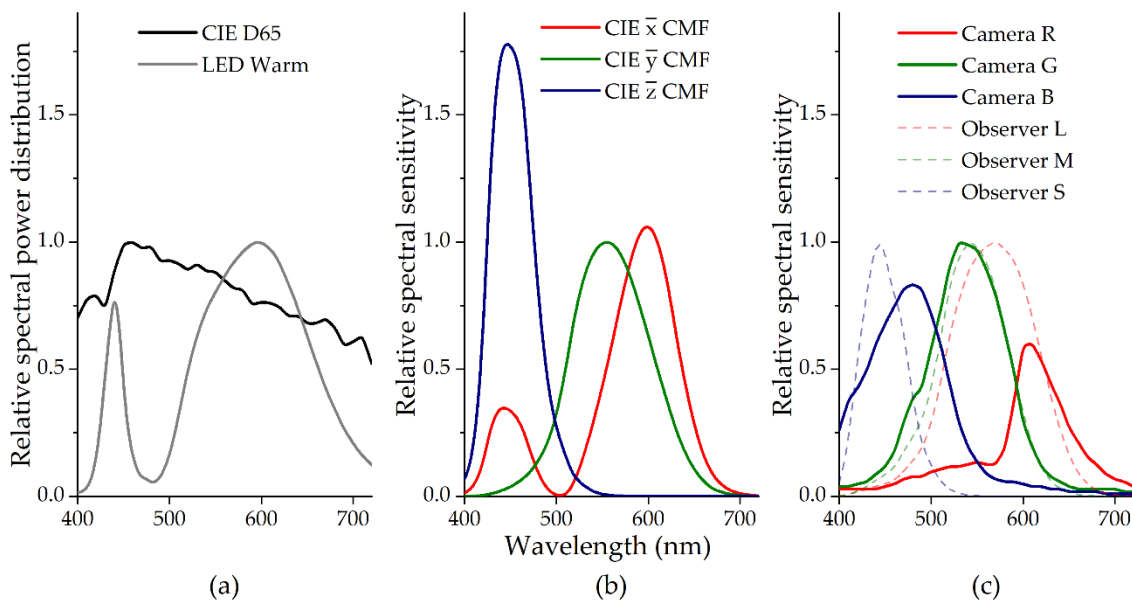 Relative spectral power distribution
CIE D65
LED Warm
1.5
1.0
0.5
0.0
400 500 600 700
(a)
Relative spectral sensitivity
CIE x̅ CMF
CIE y̅ CMF
CIE z̅ CMF
1.5
1.0
0.5
0.0
400 500 600 700
Wavelength (nm)
(b)
Relative spectral sensitivity
Camera R
Camera G
Camera B
Observer L
Observer M
Observer S
1.5
1.0
0.5
0.0
400 500 600 700
(c)